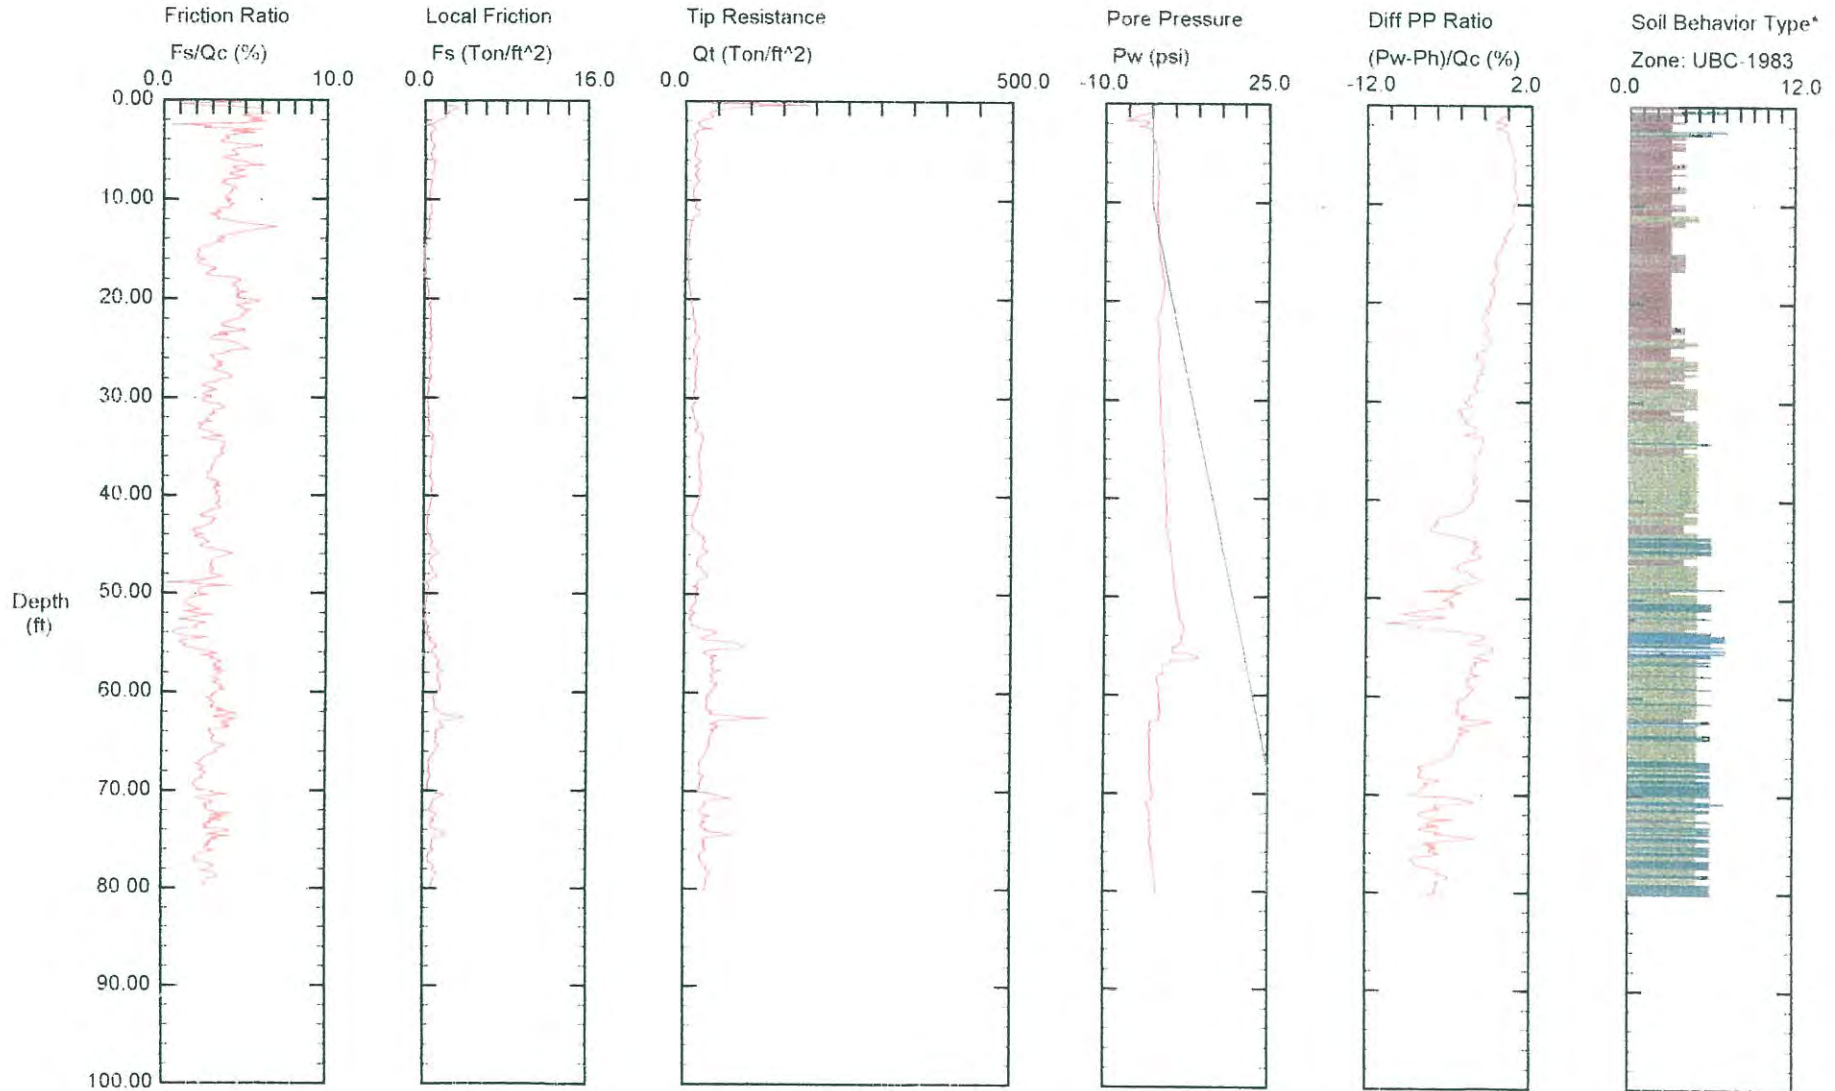 Friction Ratio
Fs/Qc (%)
0.0 10.0
Local Friction
Fs (Ton/ft^2)
0.0 16.0
Tip Resistance
Qt (Ton/ft^2)
0.0 500.0
Pore Pressure
Pw (psi)
-10.0 25.0
Diff PP Ratio
(Pw-Ph)/Qc (%)
-12.0 2.0
Soil Behavior Type*
Zone: UBC-1983
0.0 12.0
0.00
10.00
20.00
30.00
40.00
50.00
60.00
70.00
80.00
90.00
100.00
Depth
(ft)